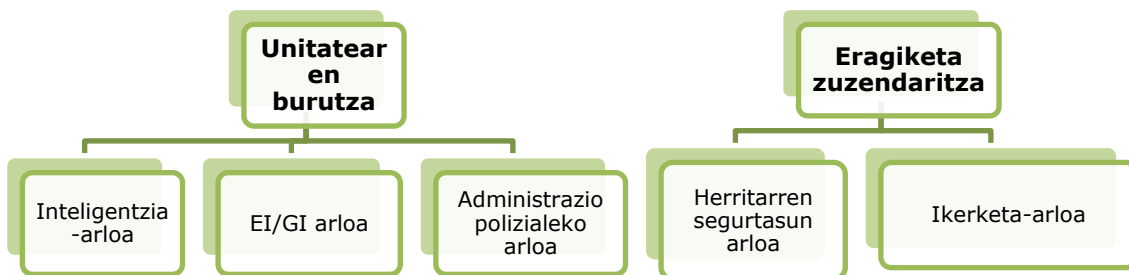 Unitatear
en
burutza
Eragiketa
zuzendaritza
Inteligentzia
-arloa
EI/GI arloa
Administrazio
polizialeko
arloa
Herritarren
segurtasun
arloa
Ikerketa-arloa